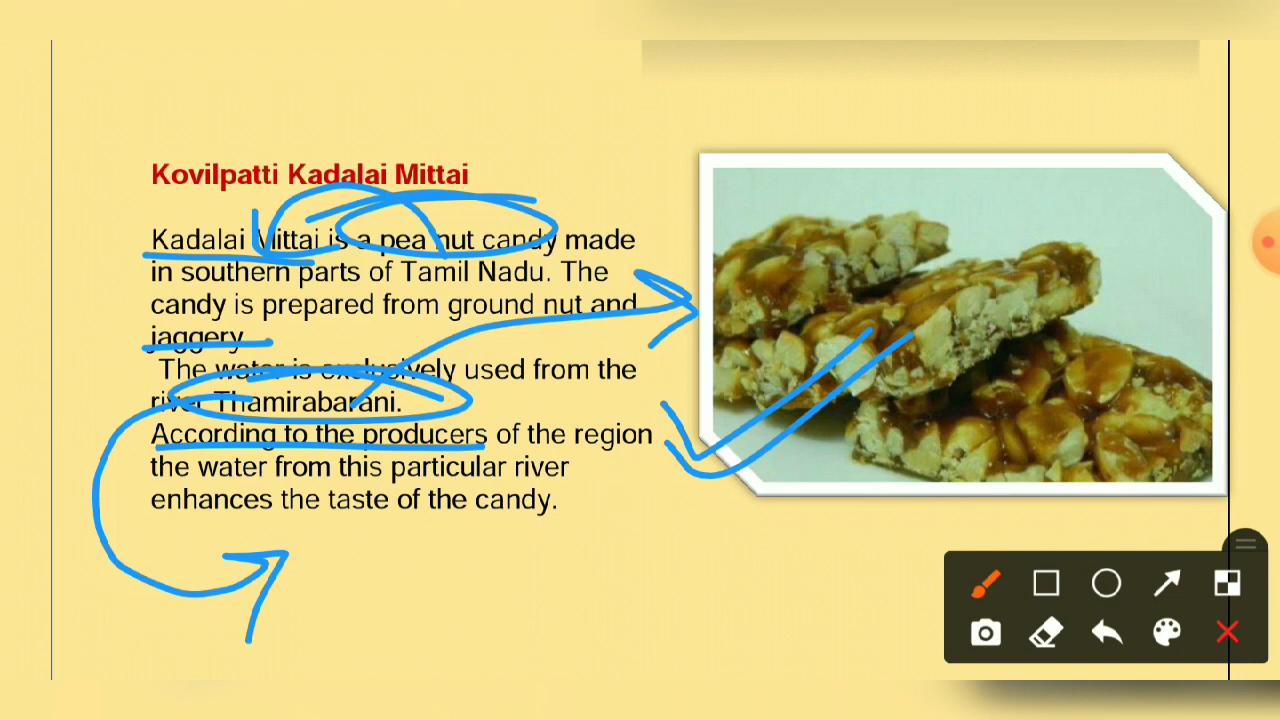 Kovilpatti Kadalai Mittai
Kadalai Mittai is a pea nut candy made
in southern parts of Tamil Nadu. The
candy is prepared from ground nut and
jaggery.
The water is exclusively used from the
river Thamirabarani.
According to the producers of the region
the water from this particular river
enhances the taste of the candy.